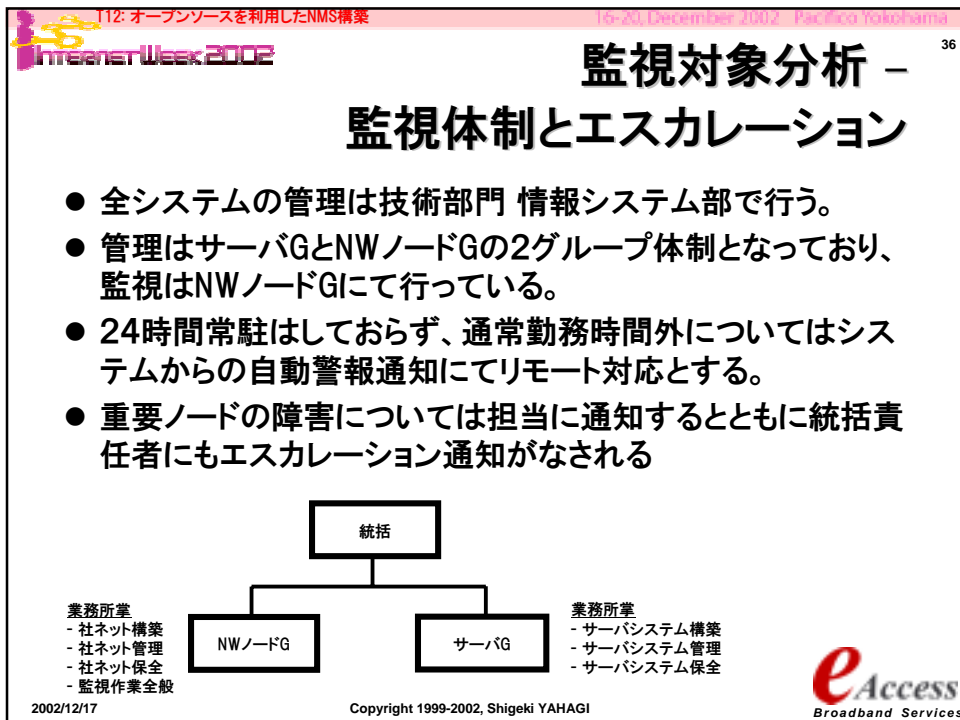 T12: オープンソースを利用したNMS構築
16-20, December 2002 Pacifico Yokohama
InternetWeek 2002
36
監視対象分析 –
監視体制とエスカレーション
● 全システムの管理は技術部門 情報システム部で行う。
● 管理はサーバGとNWノードGの2グループ体制となっており、
監視はNWノードGにて行っている。
● 24時間常駐はしておらず、通常勤務時間外についてはシス
テムからの自動警報通知にてリモート対応とする。
● 重要ノードの障害については担当に通知するとともに統括責
任者にもエスカレーション通知がなされる
統括
業務所掌
- 社ネット構築
- 社ネット管理
- 社ネット保全
- 監視作業全般
NWノードG
サーバG
業務所掌
- サーバシステム構築
- サーバシステム管理
- サーバシステム保全
2002/12/17
Copyright 1999-2002, Shigeki YAHAGI
eAccess
Broadband Services